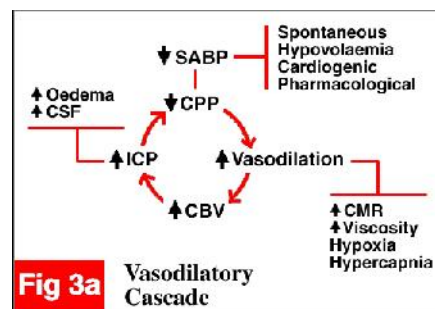 Spontaneous
Hypovolaemia
Cardiogenic
Pharmacological
↓ SABP
↓ CPP
↑ Oedema
↑ CSF
↑ ICP
↑ Vasodilation
↑ CBV
↑ CMR
↑ Viscosity
Hypoxia
Hypercapnia
Fig 3a
Vasodilatory
Cascade